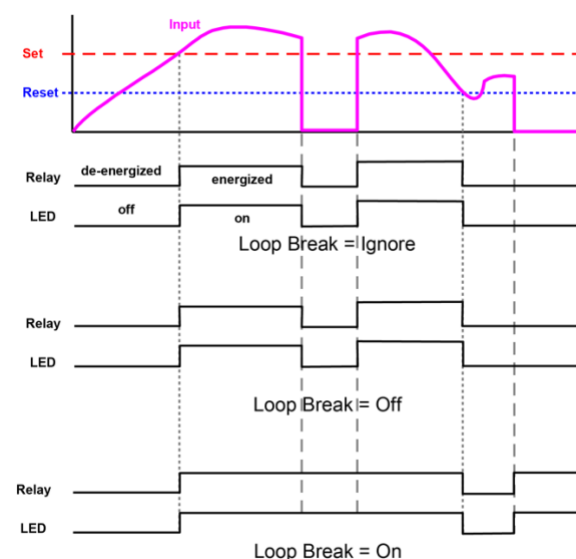 Input
Set
Reset
Relay de-energized energized
LED off on
Loop Break = Ignore
Relay
LED
Loop Break = Off
Relay
LED
Loop Break = On